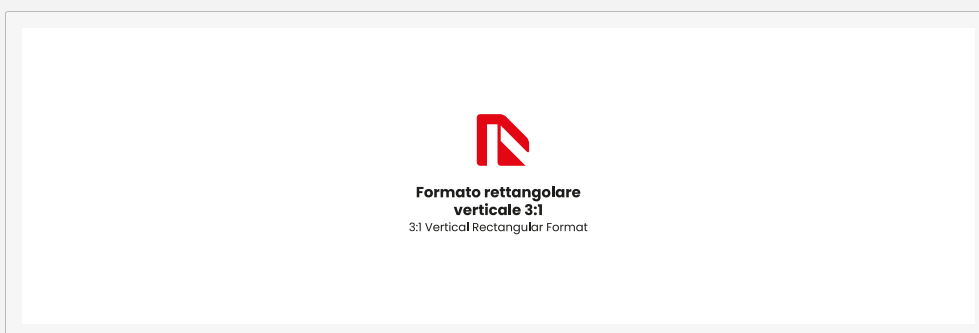 Formato rettangolare
verticale 3:1
3:1 Vertical Rectangular Format